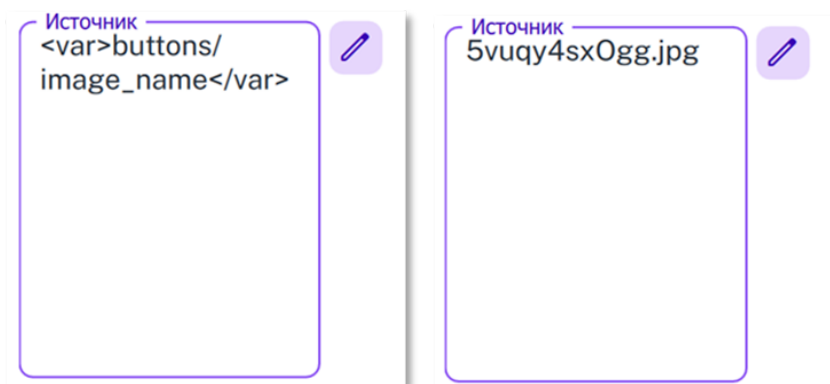 Источник
<var>buttons/
image_name</var>
Источник
5vuqy4sxOgg.jpg